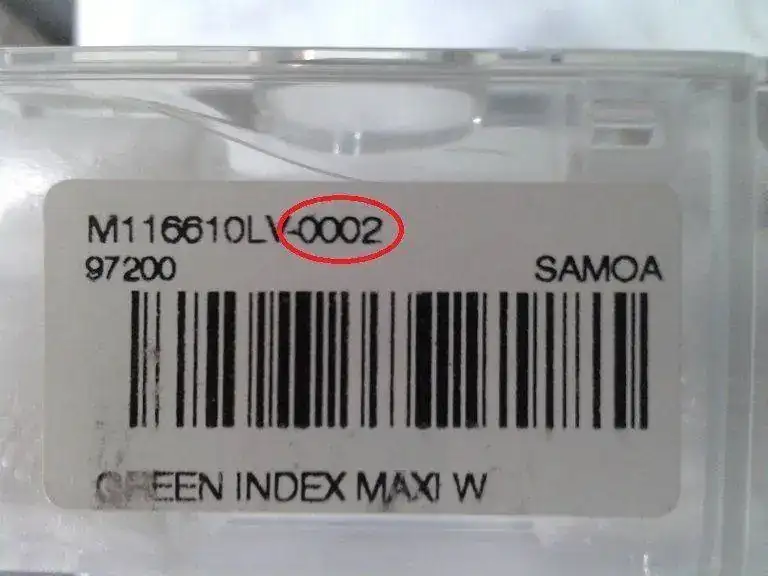 M116610LV-0002
97200 SAMOA
GREEN INDEX MAXI W